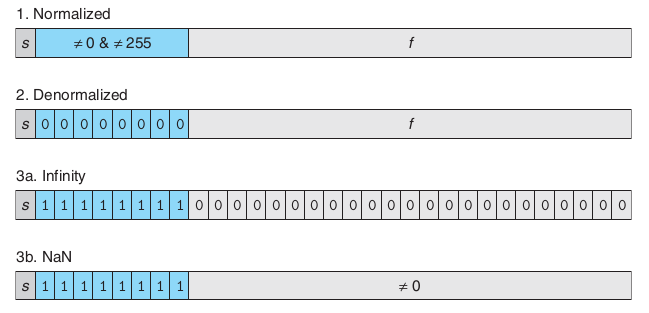 1. Normalized
s ≠ 0 & ≠ 255 f
2. Denormalized
s 0 0 0 0 0 0 0 0 f
3a. Infinity
s 1 1 1 1 1 1 1 1 0 0 0 0 0 0 0 0 0 0 0 0 0 0 0 0 0 0 0 0 0 0 0
3b. NaN
s 1 1 1 1 1 1 1 1 ≠ 0